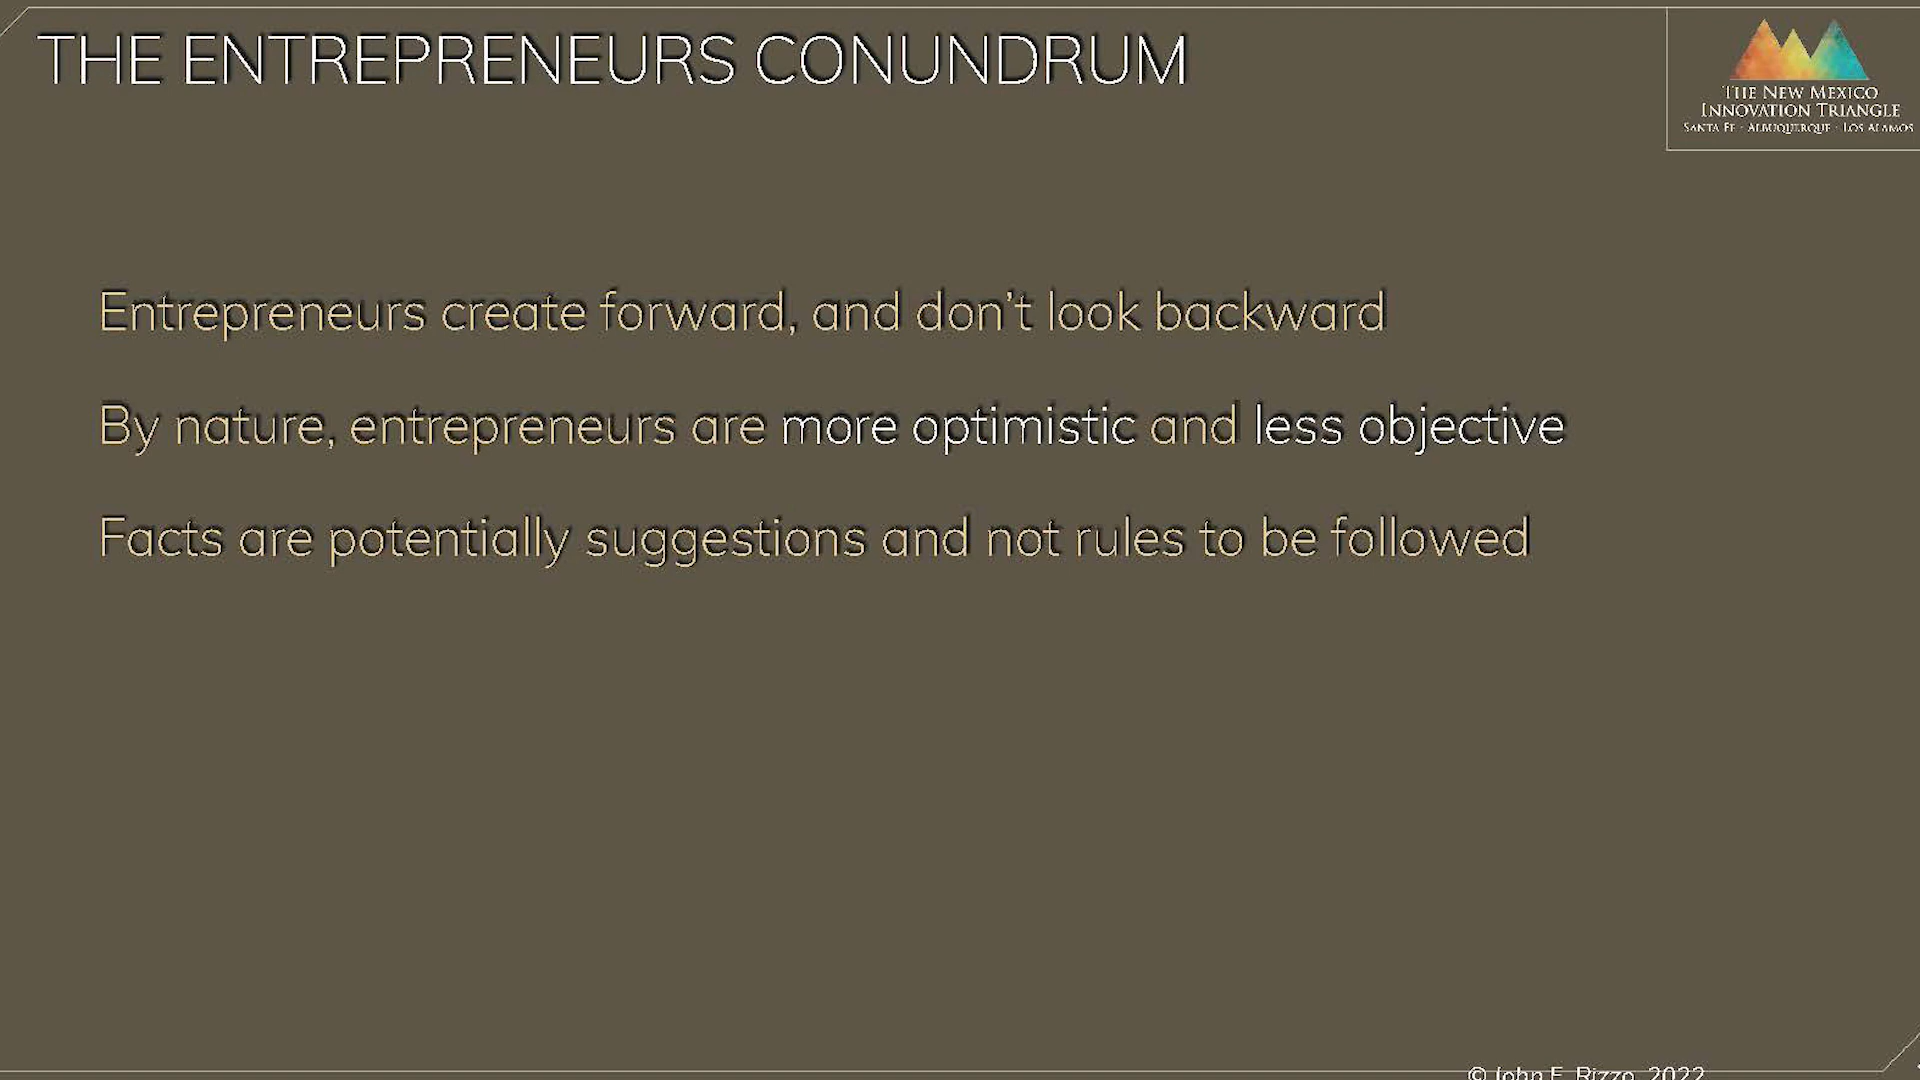 THE ENTREPRENEURS CONUNDRUM
THE NEW MEXICO
INNOVATION TRIANGLE
SANTA FE · ALBUQUERQUE · LOS ALAMOS
Entrepreneurs create forward, and don’t look backward
By nature, entrepreneurs are more optimistic and less objective
Facts are potentially suggestions and not rules to be followed
© John E. Rizzo, 2022